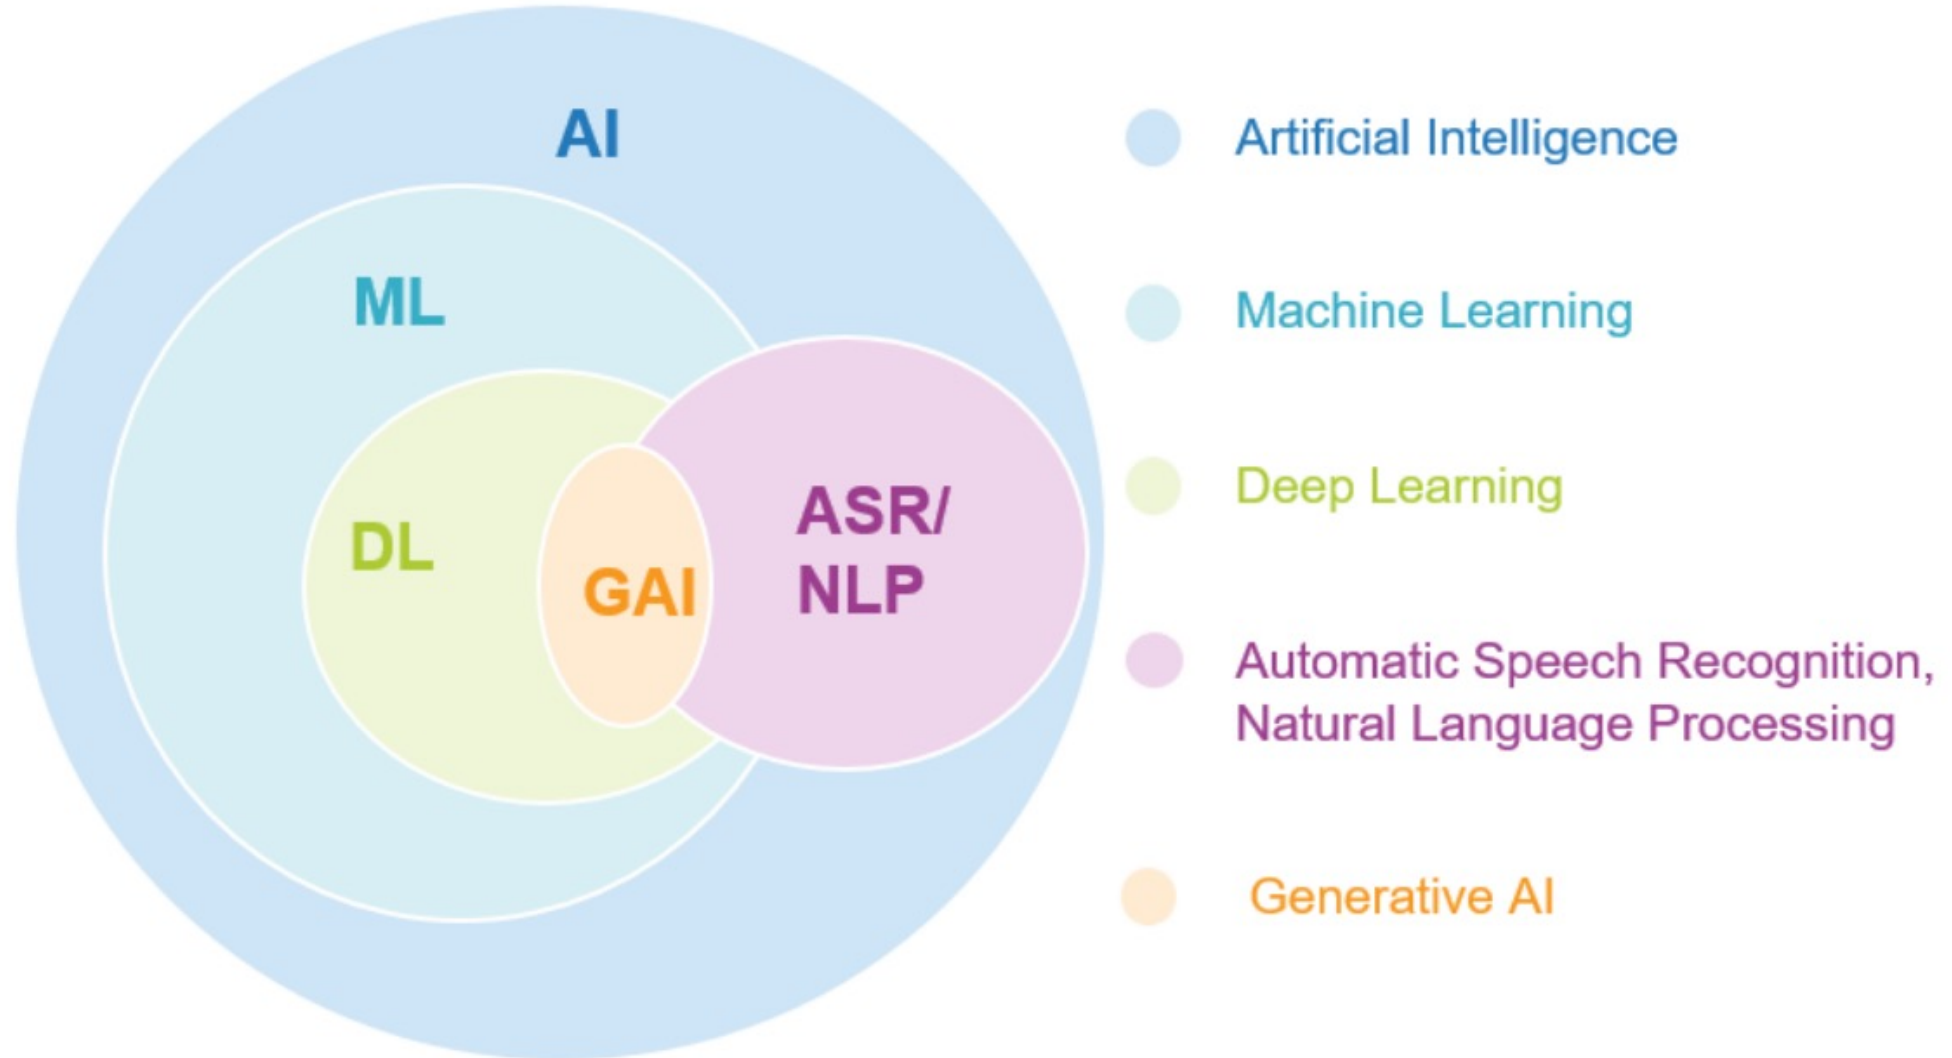 AI
ML
DL
GAI
ASR/
NLP
Artificial Intelligence
Machine Learning
Deep Learning
Automatic Speech Recognition,
Natural Language Processing
Generative AI